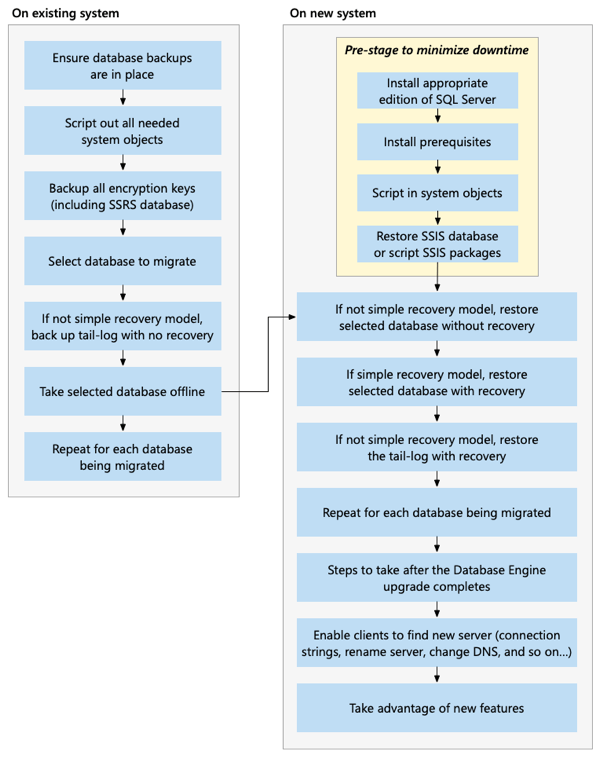 On existing system
Ensure database backups
are in place
Script out all needed
system objects
Backup all encryption keys
(including SSRS database)
Select database to migrate
If not simple recovery model,
back up tail-log with no recovery
Take selected database offline
Repeat for each database
being migrated
On new system
Pre-stage to minimize downtime
Install appropriate
edition of SQL Server
Install prerequisites
Script in system objects
Restore SSIS database
or script SSIS packages
If not simple recovery model, restore
selected database without recovery
If simple recovery model, restore
selected database with recovery
If not simple recovery model, restore
the tail-log with recovery
Repeat for each database being migrated
Steps to take after the Database Engine
upgrade completes
Enable clients to find new server (connection
strings, rename server, change DNS, and so on...)
Take advantage of new features